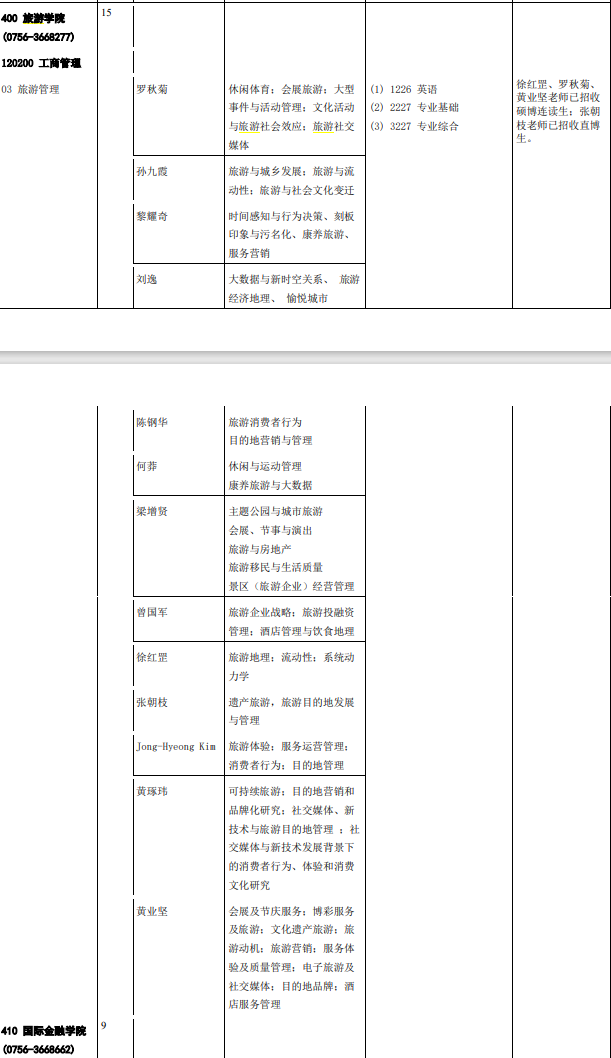 400 旅游学院
15
(0756-3668277)
120200 工商管理
03 旅游管理
罗秋菊
休闲体育；会展旅游；大型
事件与活动管理；文化活动
与旅游社会效应；旅游社交
媒体
(1) 1226 英语
(2) 2227 专业基础
(3) 3227 专业综合
徐红罡、罗秋菊、
黄业坚老师已招收
硕博连读生；张朝
枝老师已招收直博
生。
孙九霞
旅游与城乡发展；旅游与流
动性；旅游与社会文化变迁
黎耀奇
时间感知与行为决策、刻板
印象与污名化、康养旅游、
服务营销
刘逸
大数据与新时空关系、 旅游
经济地理、 愉悦城市
陈钢华
旅游消费者行为
目的地营销与管理
何莽
休闲与运动管理
康养旅游与大数据
梁增贤
主题公园与城市旅游
会展、节事与演出
旅游与房地产
旅游移民与生活质量
景区（旅游企业）经营管理
曾国军
旅游企业战略；旅游投融资
管理；酒店管理与饮食地理
徐红罡
旅游地理；流动性；系统动
力学
张朝枝
遗产旅游，旅游目的地发展
与管理
Jong-Hyeong Kim
旅游体验；服务运营管理；
消费者行为；目的地管理
黄琢玮
可持续旅游；目的地营销和
品牌化研究；社交媒体、新
技术与旅游目的地管理 ；社
交媒体与新技术发展背景下
的消费者行为、体验和消费
文化研究
黄业坚
会展及节庆服务；博彩服务
及旅游；文化遗产旅游；旅
游动机；旅游营销；服务体
验及质量管理；电子旅游及
社交媒体；目的地品牌；酒
店服务管理
410 国际金融学院
9
(0756-3668662)